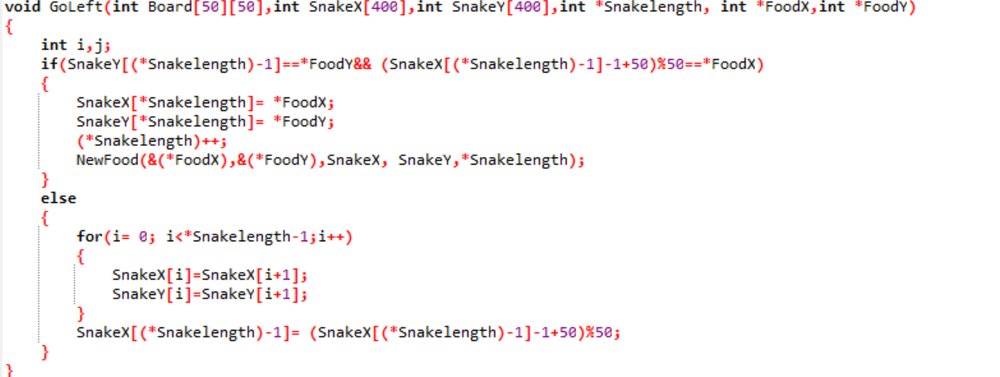 void GoLeft(int Board[50][50],int SnakeX[400],int SnakeY[400],int *Snakelength, int *FoodX,int *FoodY)
{
    int i,j;
    if(SnakeY[(*Snakelength)-1]==*FoodY&& (SnakeX[(*Snakelength)-1]-1+50)%50==*FoodX)
    {
        SnakeX[*Snakelength]= *FoodX;
        SnakeY[*Snakelength]= *FoodY;
        (*Snakelength)++;
        NewFood(&(*FoodX),&(*FoodY),SnakeX, SnakeY,*Snakelength);
    }
    else
    {
        for(i= 0; i<*Snakelength-1;i++)
        {
            SnakeX[i]=SnakeX[i+1];
            SnakeY[i]=SnakeY[i+1];
        }
        SnakeX[(*Snakelength)-1]= (SnakeX[(*Snakelength)-1]-1+50)%50;
    }
}